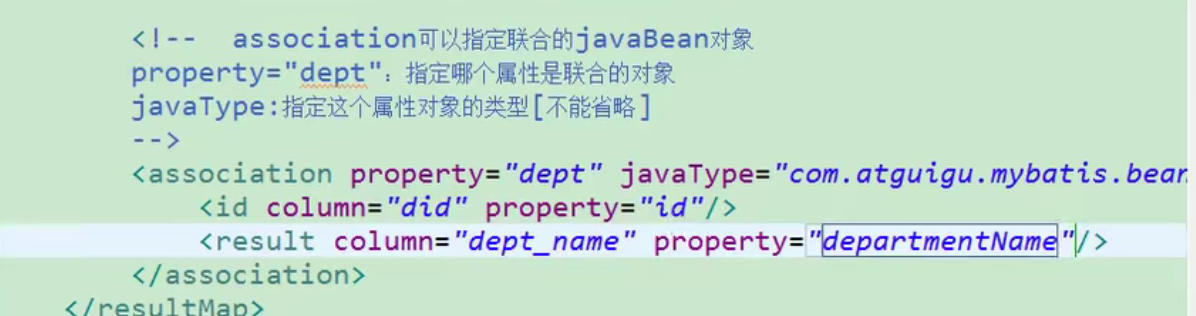 <!--  association可以指定联合的javaBean对象
property="dept"：指定哪个属性是联合的对象
javaType:指定这个属性对象的类型[不能省略]
-->
<association property="dept" javaType="com.atguigu.mybatis.bean
<id column="did" property="id"/>
<result column="dept_name" property="departmentName"/>
</association>
</resultMap>